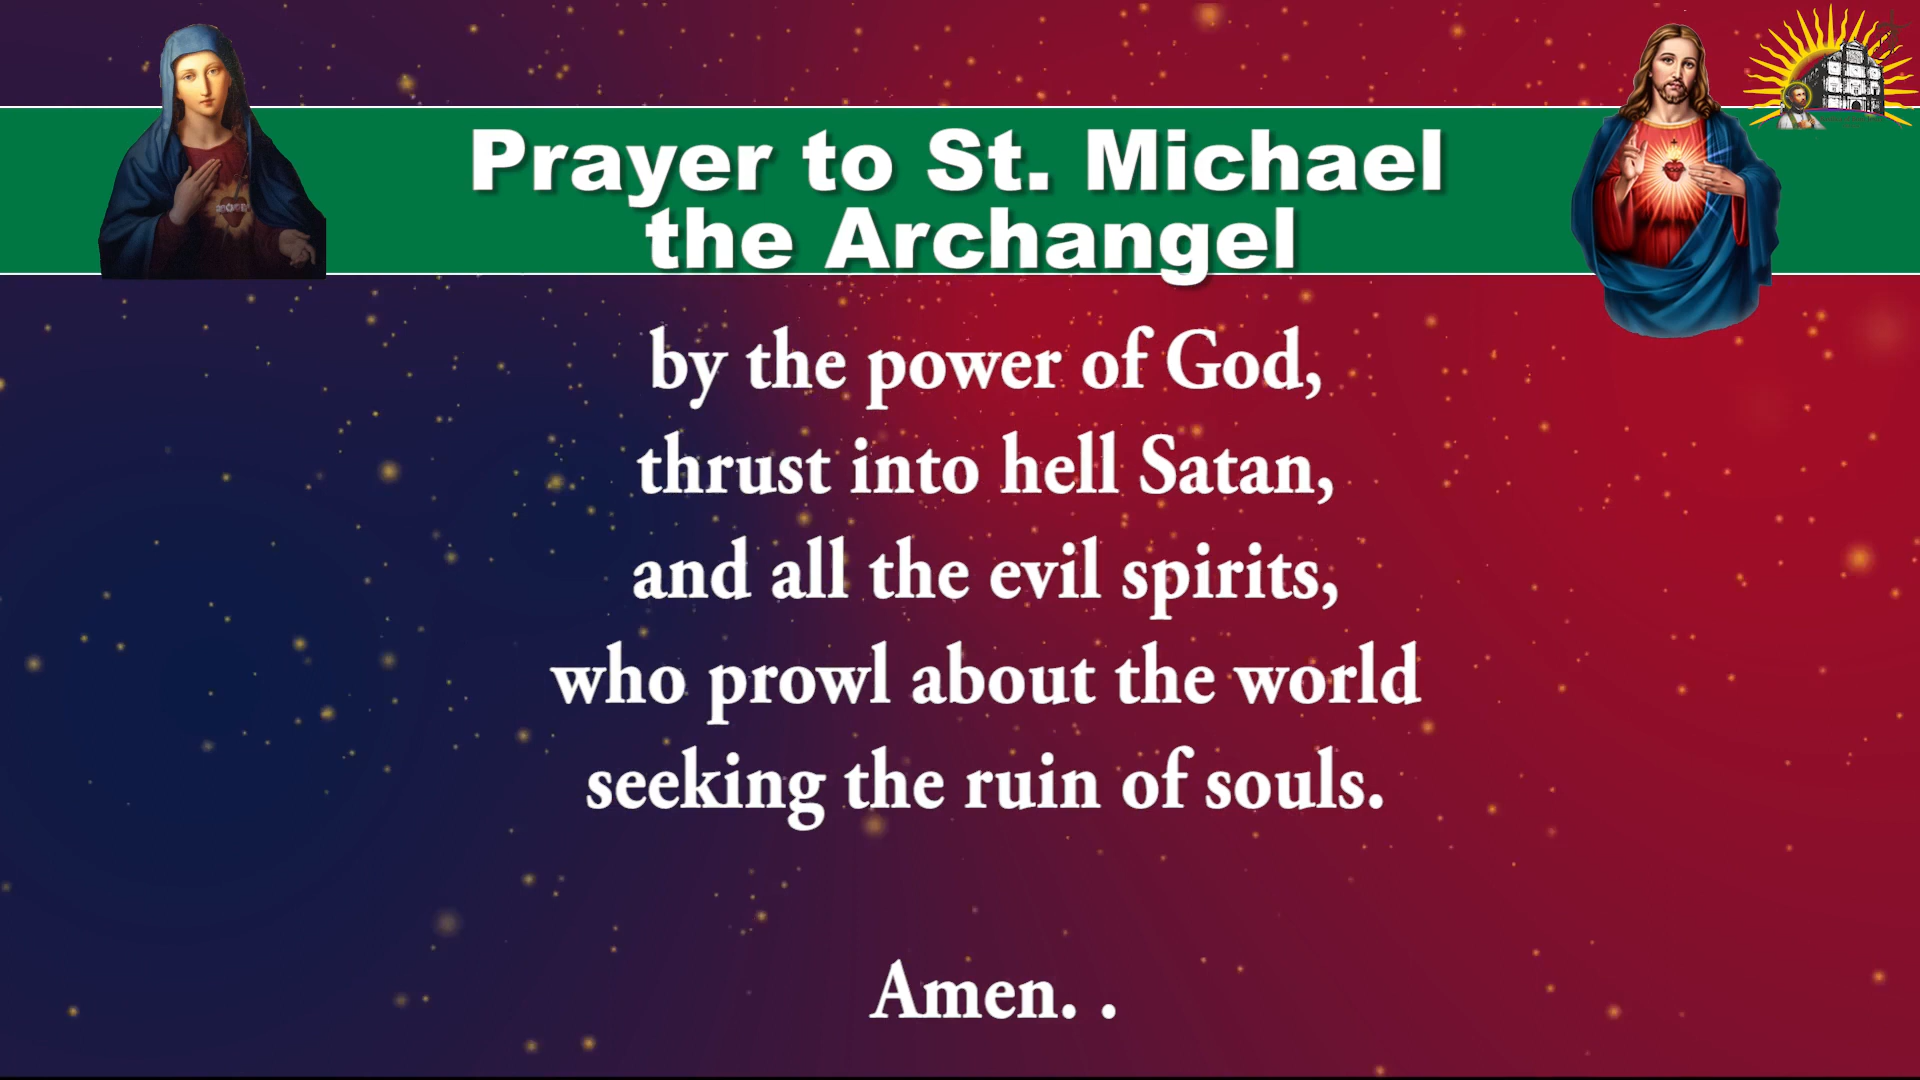 Prayer to St. Michael
the Archangel
by the power of God,
thrust into hell Satan,
and all the evil spirits,
who prowl about the world
seeking the ruin of souls.
Amen. .